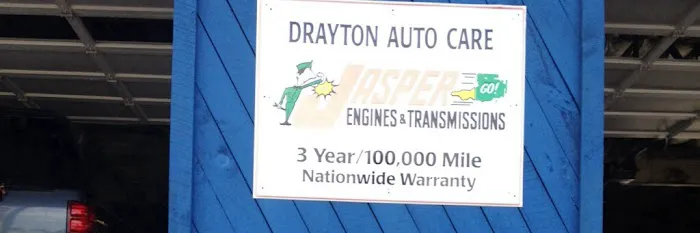 DRAYTON AUTO CARE
JASPER GO!
ENGINES & TRANSMISSIONS
3 Year/100,000 Mile
Nationwide Warranty